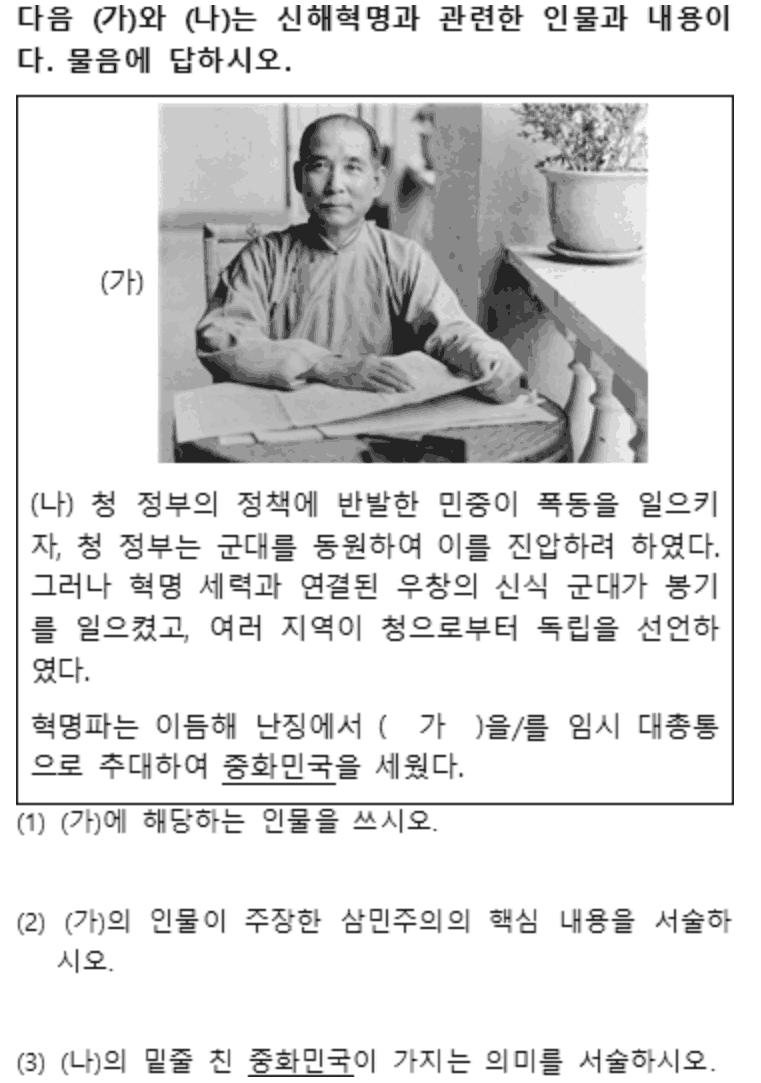 다음 (가)와 (나)는 신해혁명과 관련한 인물과 내용이
다. 물음에 답하시오.
(가)
(나) 청 정부의 정책에 반발한 민중이 폭동을 일으키
자, 청 정부는 군대를 동원하여 이를 진압하려 하였다.
그러나 혁명 세력과 연결된 우창의 신식 군대가 봉기
를 일으켰고, 여러 지역이 청으로부터 독립을 선언하
였다.
혁명파는 이듬해 난징에서 ( 가 )을/를 임시 대총통
으로 추대하여 중화민국을 세웠다.
(1) (가)에 해당하는 인물을 쓰시오.
(2) (가)의 인물이 주장한 삼민주의의 핵심 내용을 서술하
시오.
(3) (나)의 밑줄 친 중화민국이 가지는 의미를 서술하시오.